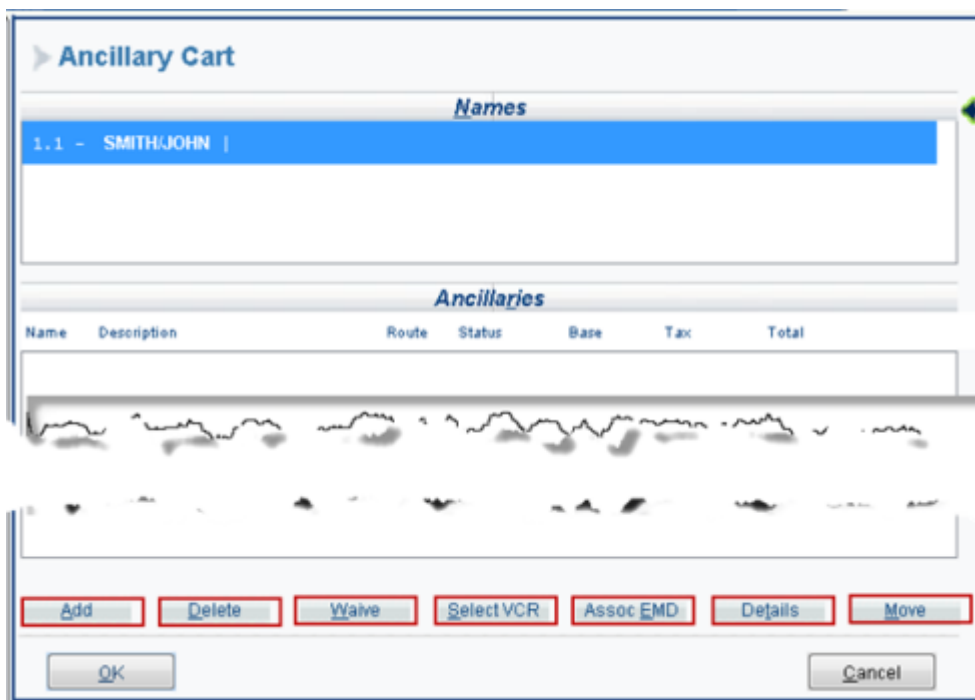 Ancillary Cart
Names
1.1 - SMITH/JOHN |
Ancillaries
Name Description Route Status Base Tax Total
Add Delete Waive Select VCR Assoc EMD Details Move
OK Cancel